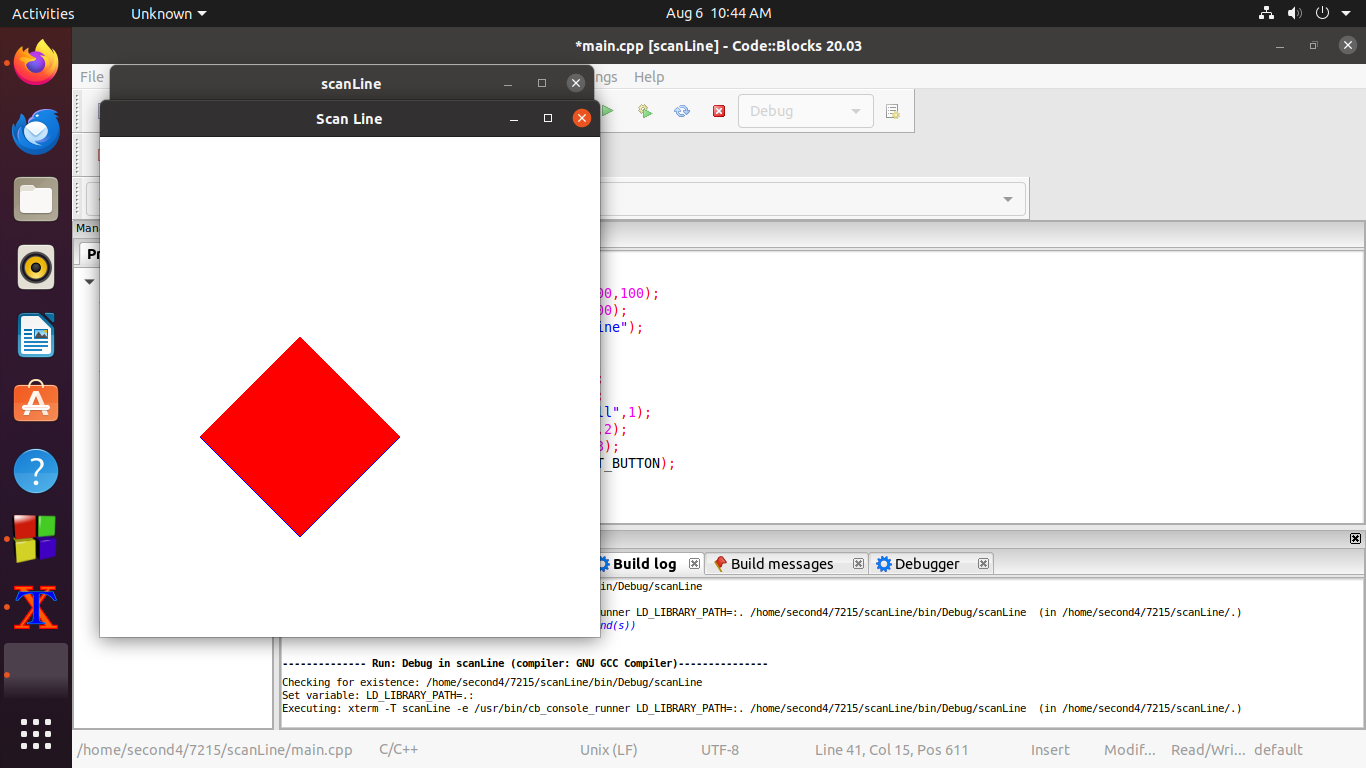 Activities
Unknown
Aug 6 10:44 AM
*main.cpp [scanLine] - Code::Blocks 20.03
File
ngs Help
scanLine
Scan Line
Debug
Mana
Pr
00,100);
00);
ine");
;
;
ll",1);
,2);
3);
T_BUTTON);
Build log
Build messages
Debugger
bin/Debug/scanLine
unner LD_LIBRARY_PATH=:. /home/second4/7215/scanLine/bin/Debug/scanLine (in /home/second4/7215/scanLine/.)
nd(s))
-------------- Run: Debug in scanLine (compiler: GNU GCC Compiler)---------------
Checking for existence: /home/second4/7215/scanLine/bin/Debug/scanLine
Set variable: LD_LIBRARY_PATH=.:
Executing: xterm -T scanLine -e /usr/bin/cb_console_runner LD_LIBRARY_PATH=:. /home/second4/7215/scanLine/bin/Debug/scanLine (in /home/second4/7215/scanLine/.)
/home/second4/7215/scanLine/main.cpp
C/C++
Unix (LF)
UTF-8
Line 41, Col 15, Pos 611
Insert
Modif...
Read/Wri...
default